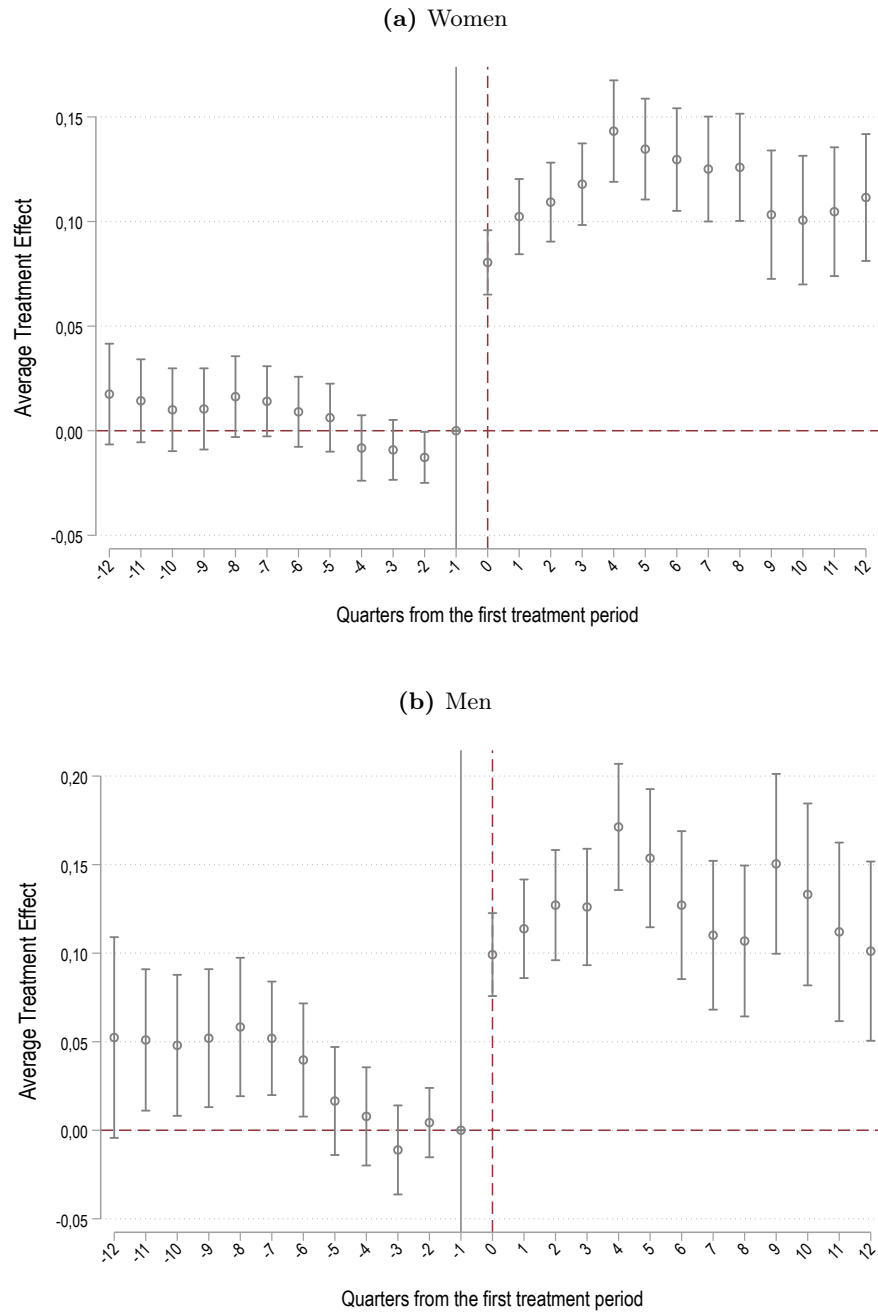 (a) Women
0,15
0,10
0,05
0,00
-0,05
Average Treatment Effect
-12 -11 -10 -9 -8 -7 -6 -5 -4 -3 -2 -1 0 1 2 3 4 5 6 7 8 9 10 11 12
Quarters from the first treatment period
(b) Men
0,20
0,15
0,10
0,05
0,00
-0,05
Average Treatment Effect
-12 -11 -10 -9 -8 -7 -6 -5 -4 -3 -2 -1 0 1 2 3 4 5 6 7 8 9 10 11 12
Quarters from the first treatment period